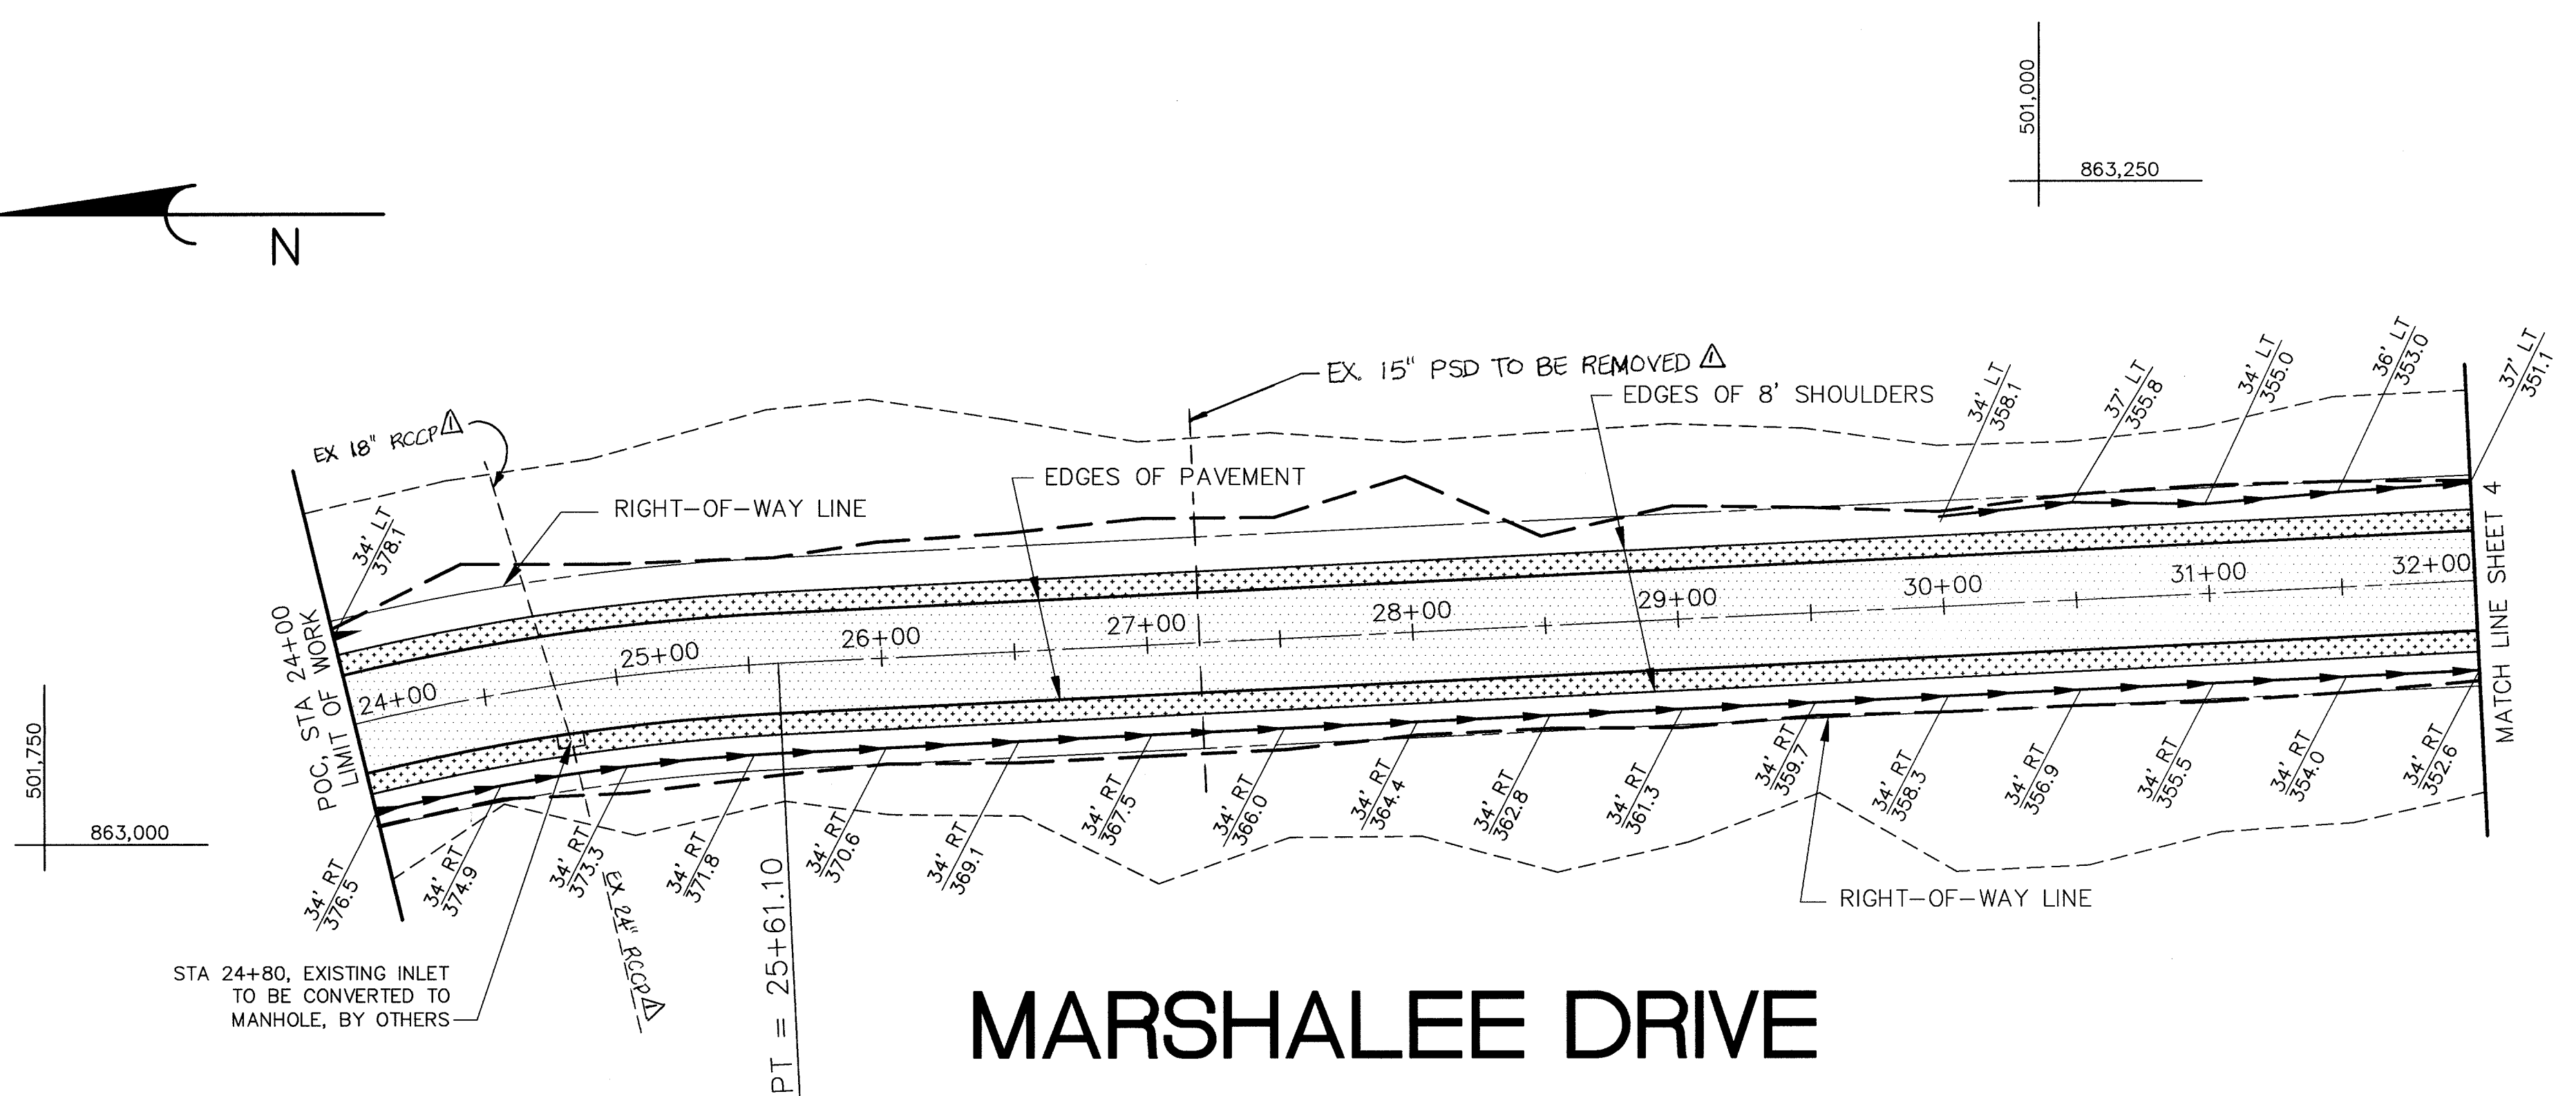 501,000
863,250
N
EX. 15" PSD TO BE REMOVED 1
EDGES OF 8' SHOULDERS
34' LT
358.1
37' LT
355.8
34' LT
355.0
36' LT
353.0
37' LT
351.1
EX 18" RCCP 1
EDGES OF PAVEMENT
RIGHT-OF-WAY LINE
34' LT
378.1
POC, STA 24+00
LIMIT OF WORK
24+00
25+00
26+00
27+00
28+00
29+00
30+00
31+00
32+00
MATCH LINE SHEET 4
501,750
863,000
34' RT
376.5
34' RT
374.9
34' RT
373.3
34' RT
371.8
34' RT
370.6
34' RT
369.1
34' RT
367.5
34' RT
366.0
34' RT
364.4
34' RT
362.8
34' RT
361.3
34' RT
359.7
34' RT
358.3
34' RT
356.9
34' RT
355.5
34' RT
354.0
34' RT
352.6
EX 24" RCCP 1
PT = 25+61.10
RIGHT-OF-WAY LINE
STA 24+80, EXISTING INLET
TO BE CONVERTED TO
MANHOLE, BY OTHERS
MARSHALEE DRIVE